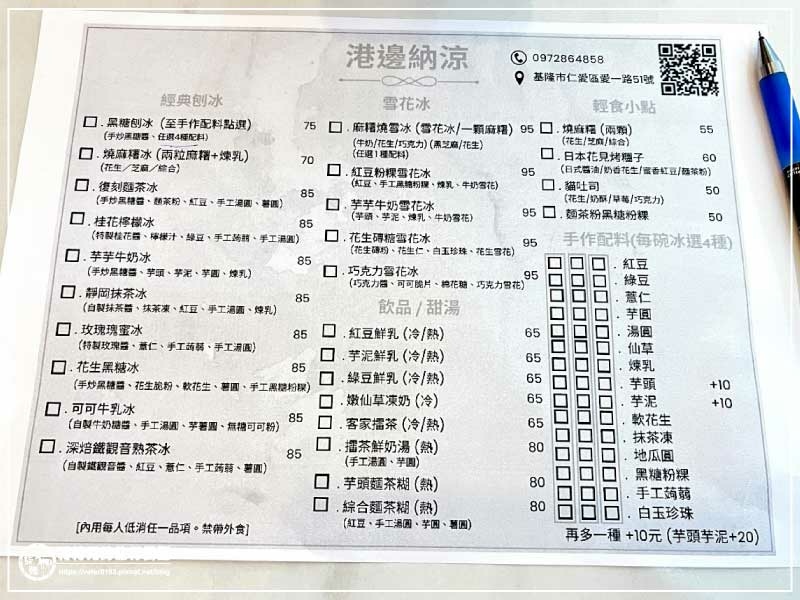 港邊納涼
0972864858
基隆市仁愛區愛一路51號
經典刨冰
黑糖刨冰 (至手作配料點選) 75
(手炒黑糖醬、任選4種配料)
燒麻糬冰 (兩粒麻糬+煉乳) 70
(花生／芝麻／綜合)
復刻麵茶冰 85
(手炒黑糖醬、麵茶粉、紅豆、手工湯圓、薯圓)
桂花檸檬冰 85
(特製桂花醬、檸檬汁、綠豆、手工蒟蒻、手工湯圓)
芋芋牛奶冰 85
(手炒黑糖醬、芋頭、芋泥、芋圓、煉乳)
靜岡抹茶冰 85
(自製抹茶醬、抹茶凍、紅豆、手工湯圓、煉乳)
玫瑰瑰蜜冰 85
(特製玫瑰醬、薏仁、手工蒟蒻、手工湯圓)
花生黑糖冰 85
(手炒黑糖醬、花生脆粉、軟花生、薯圓、手工黑糖粉粿)
可可牛乳冰 85
(自製牛奶糖醬、手工湯圓、芋薯圓、無糖可可粉)
深焙鐵觀音熟茶冰 85
(自製鐵觀音醬、紅豆、薏仁、手工蒟蒻、薯圓)
[內用每人低消任一品項。禁帶外食]
雪花冰
麻糬燒雪冰 (雪花冰/一顆麻糬) 95
(牛奶/花生/巧克力) (黑芝麻/花生)
(任選1種配料)
紅豆粉粿雪花冰 95
(紅豆、手工黑糖粉粿、煉乳、牛奶雪花)
芋芋牛奶雪花冰 95
(芋頭、芋泥、煉乳、牛奶雪花)
花生磚糖雪花冰 95
(花生磚粉、花生仁、白玉珍珠、花生雪花)
巧克力雪花冰 95
(巧克力醬、可可脆片、棉花糖、巧克力雪花)
飲品 / 甜湯
紅豆鮮乳 (冷/熱) 65
芋泥鮮乳 (冷/熱) 65
綠豆鮮乳 (冷/熱) 65
嫩仙草凍奶 (冷) 65
客家擂茶 (冷/熱) 65
擂茶鮮奶湯 (熱) 80
(手工湯圓、芋圓)
芋頭麵茶糊 (熱) 80
綜合麵茶糊 (熱) 80
(紅豆、手工湯圓、芋圓、薯圓)
輕食小點
燒麻糬 (兩顆) 55
(花生/芝麻/綜合)
日本花見烤糰子 60
(日式醬油/奶香花生/蜜香紅豆/麵茶粉)
貓吐司 50
(花生/奶酥/草莓/巧克力)
麵茶粉黑糖粉粿 50
手作配料(每碗冰選4種)
紅豆
綠豆
薏仁
芋圓
湯圓
仙草
煉乳
芋頭 +10
芋泥 +10
軟花生
抹茶凍
地瓜圓
黑糖粉粿
手工蒟蒻
白玉珍珠
再多一種 +10元 (芋頭芋泥+20)